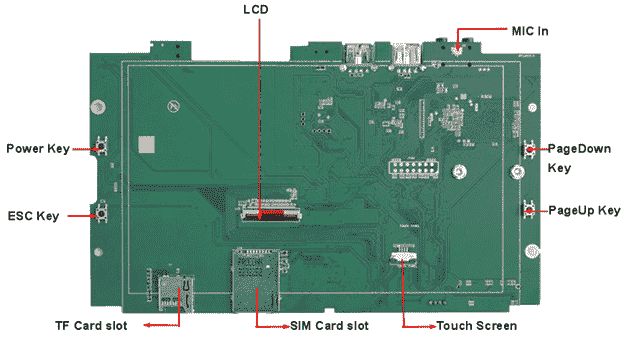 LCD
MIC In
Power Key
PageDown
Key
ESC Key
PageUp Key
TF Card slot
SIM Card slot
Touch Screen